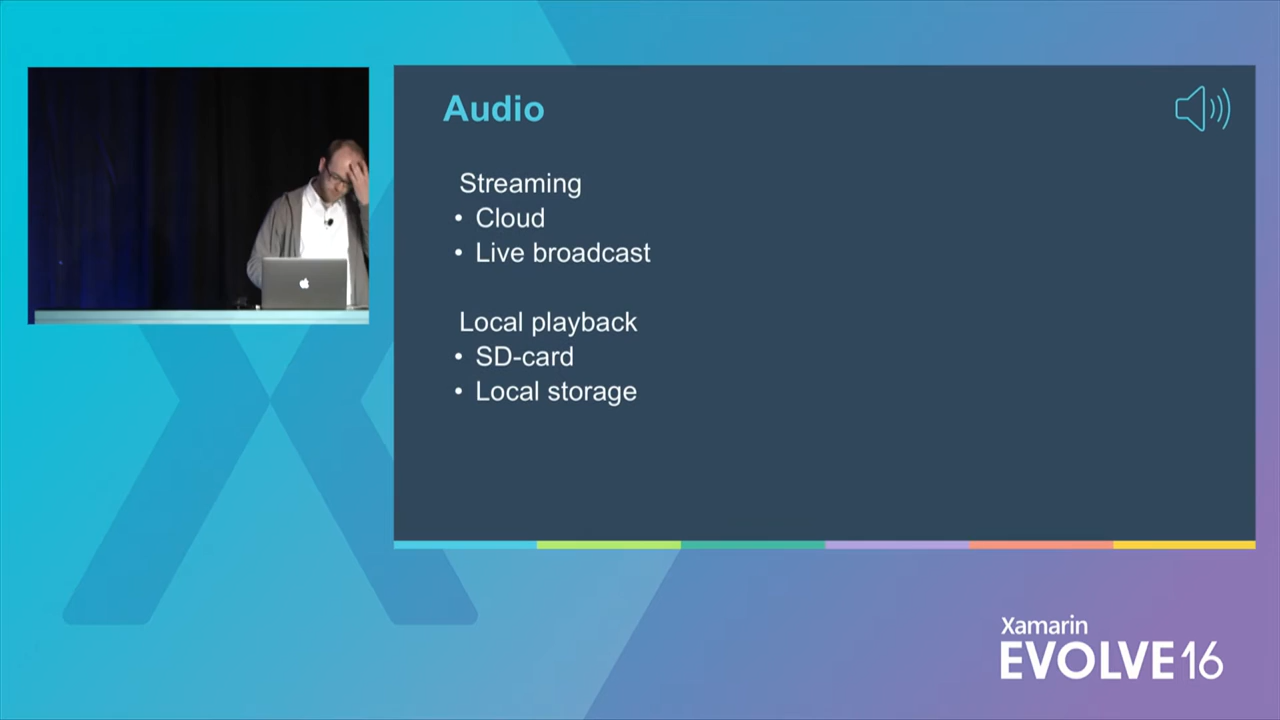 Audio
Streaming
• Cloud
• Live broadcast
Local playback
• SD-card
• Local storage
Xamarin
EVOLVE16